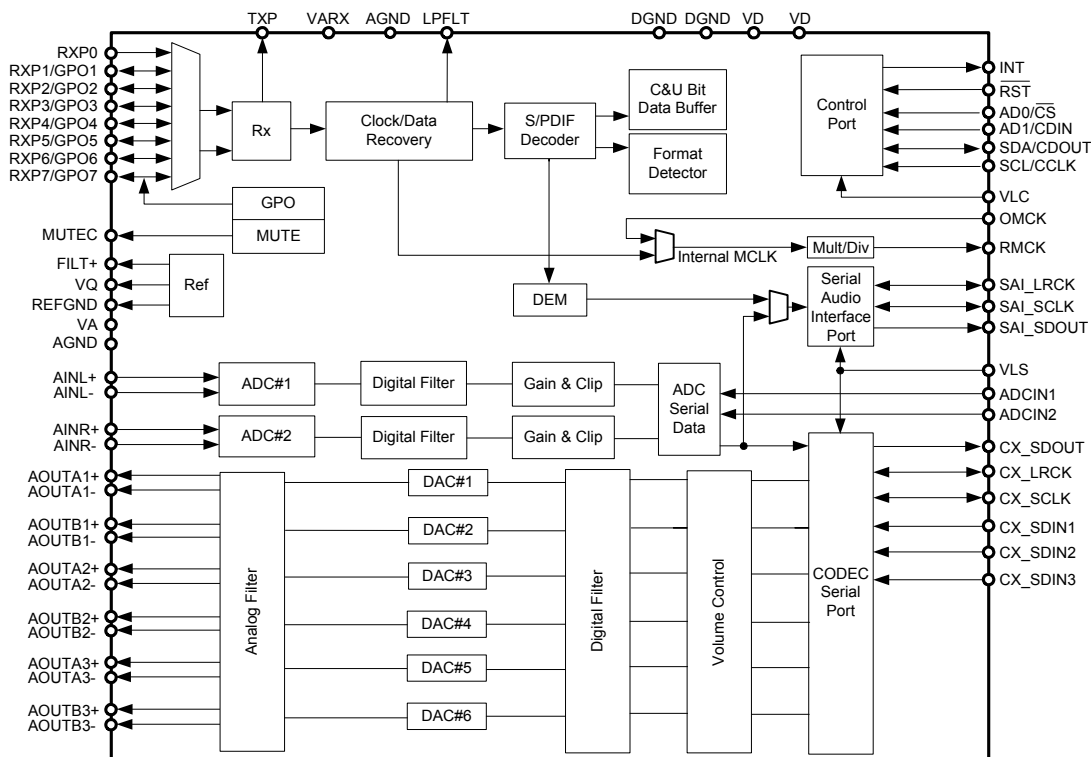 TXP VARX AGND LPFLT DGND DGND VD VD
RXP0
RXP1/GPO1
RXP2/GPO2
RXP3/GPO3
RXP4/GPO4
RXP5/GPO5
RXP6/GPO6
RXP7/GPO7
MUTEC
FILT+
VQ
REFGND
VA
AGND
AINL+
AINL-
AINR+
AINR-
AOUTA1+
AOUTA1-
AOUTB1+
AOUTB1-
AOUTA2+
AOUTA2-
AOUTB2+
AOUTB2-
AOUTA3+
AOUTA3-
AOUTB3+
AOUTB3-
Rx
Clock/Data
Recovery
S/PDIF
Decoder
C&U Bit
Data Buffer
Format
Detector
Control
Port
GPO
MUTE
Ref
Internal MCLK
Mult/Div
DEM
Serial
Audio
Interface
Port
ADC#1
Digital Filter
Gain & Clip
ADC
Serial
Data
ADC#2
Digital Filter
Gain & Clip
Analog Filter
DAC#1
DAC#2
DAC#3
DAC#4
DAC#5
DAC#6
Digital Filter
Volume Control
CODEC
Serial
Port
INT
RST
AD0/CS
AD1/CDIN
SDA/CDOUT
SCL/CCLK
VLC
OMCK
RMCK
SAI_LRCK
SAI_SCLK
SAI_SDOUT
VLS
ADCIN1
ADCIN2
CX_SDOUT
CX_LRCK
CX_SCLK
CX_SDIN1
CX_SDIN2
CX_SDIN3